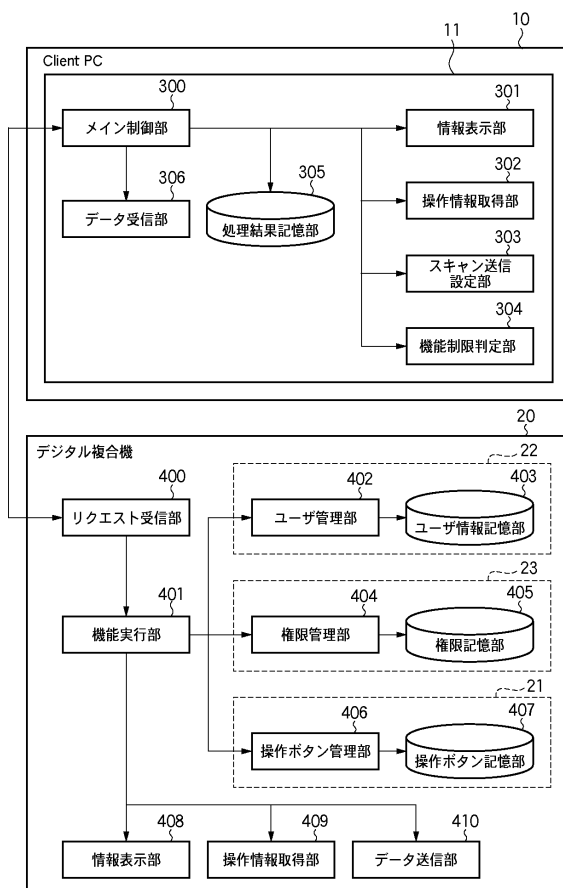 10
Client PC
11
300
メイン制御部
301
情報表示部
302
操作情報取得部
303
スキャン送信
設定部
304
機能制限判定部
305
処理結果記憶部
306
データ受信部
20
デジタル複合機
400
リクエスト受信部
22
402
ユーザ管理部
403
ユーザ情報記憶部
401
機能実行部
23
404
権限管理部
405
権限記憶部
21
406
操作ボタン管理部
407
操作ボタン記憶部
408
情報表示部
409
操作情報取得部
410
データ送信部